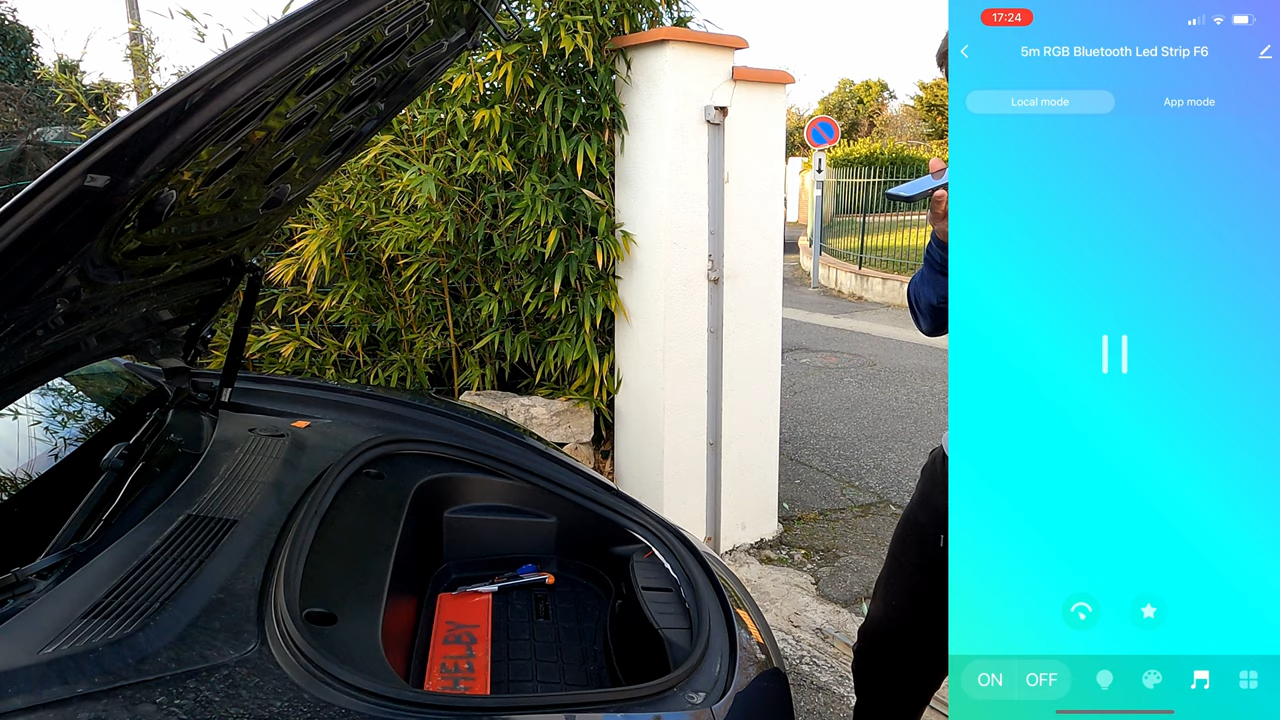 HELBY
17:24
5m RGB Bluetooth Led Strip F6
Local mode
App mode
ON
OFF